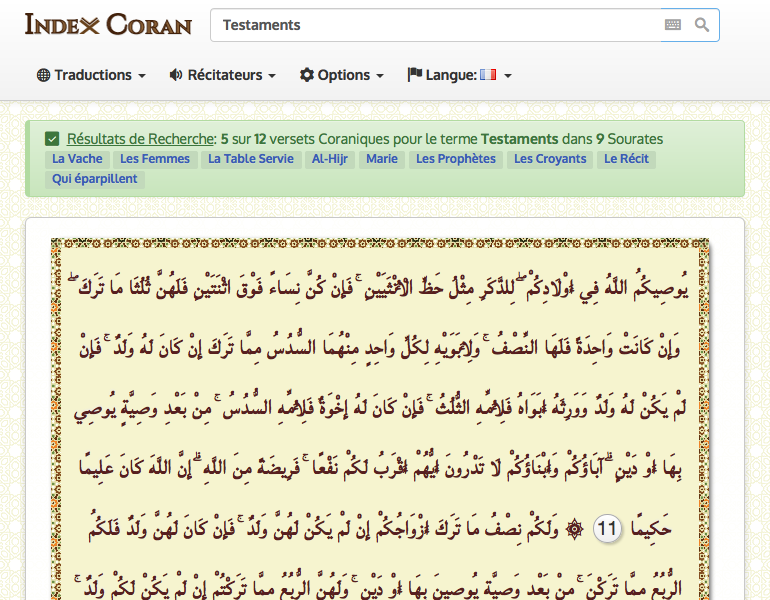 INDEX CORAN
Testaments
Traductions
Récitateurs
Options
Langue:
Résultats de Recherche: 5 sur 12 versets Coraniques pour le terme Testaments dans 9 Sourates
La Vache Les Femmes La Table Servie Al-Hijr Marie Les Prophètes Les Croyants Le Récit
Qui éparpillent
يُوصِيكُمُ اللَّهُ فِي أَوْلَادِكُمْ ۖ لِلذَّكَرِ مِثْلُ حَظِّ الْأُنْثَيَيْنِ ۚ فَإِنْ كُنَّ نِسَاءً فَوْقَ اثْنَتَيْنِ فَلَهُنَّ ثُلُثَا مَا تَرَكَ ۖ
وَإِنْ كَانَتْ وَاحِدَةً فَلَهَا النِّصْفُ ۚ وَلِأَبَوَيْهِ لِكُلِّ وَاحِدٍ مِنْهُمَا السُّدُسُ مِمَّا تَرَكَ إِنْ كَانَ لَهُ وَلَدٌ ۚ فَإِنْ
لَمْ يَكُنْ لَهُ وَلَدٌ وَوَرِثَهُ أَبَوَاهُ فَلِأُمِّهِ الثُّلُثُ ۚ فَإِنْ كَانَ لَهُ إِخْوَةٌ فَلِأُمِّهِ السُّدُسُ ۚ مِنْ بَعْدِ وَصِيَّةٍ يُوصِي
بِهَا أَوْ دَيْنٍ ۗ آبَاؤُكُمْ وَأَبْنَاؤُكُمْ لَا تَدْرُونَ أَيُّهُمْ أَقْرَبُ لَكُمْ نَفْعًا ۚ فَرِيضَةً مِنَ اللَّهِ ۗ إِنَّ اللَّهَ كَانَ عَلِيمًا
حَكِيمًا 11 ۞ وَلَكُمْ نِصْفُ مَا تَرَكَ أَزْوَاجُكُمْ إِنْ لَمْ يَكُنْ لَهُنَّ وَلَدٌ ۚ فَإِنْ كَانَ لَهُنَّ وَلَدٌ فَلَكُمُ
الرُّبُعُ مِمَّا تَرَكْنَ ۚ مِنْ بَعْدِ وَصِيَّةٍ يُوصِينَ بِهَا أَوْ دَيْنٍ ۚ وَلَهُنَّ الرُّبُعُ مِمَّا تَرَكْتُمْ إِنْ لَمْ يَكُنْ لَكُمْ وَلَدٌ ۚ